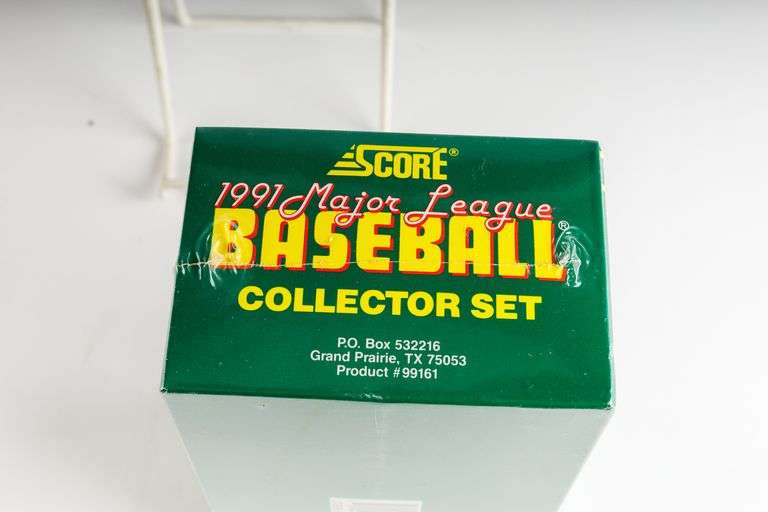 SCORE®
1991 Major League
BASEBALL®
COLLECTOR SET
P.O. Box 532216
Grand Prairie, TX 75053
Product #99161